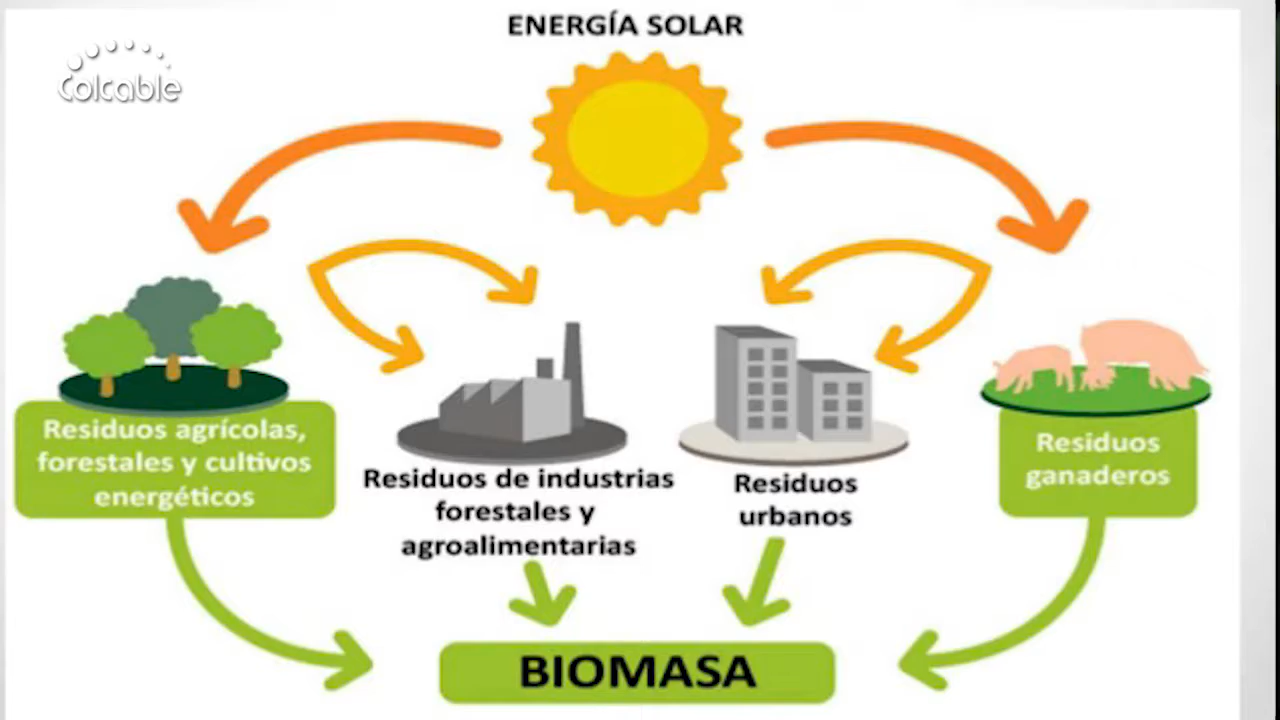 ENERGÍA SOLAR
Colcable
Residuos agrícolas,
forestales y cultivos
energéticos
Residuos de industrias
forestales y
agroalimentarias
Residuos
urbanos
Residuos
ganaderos
BIOMASA